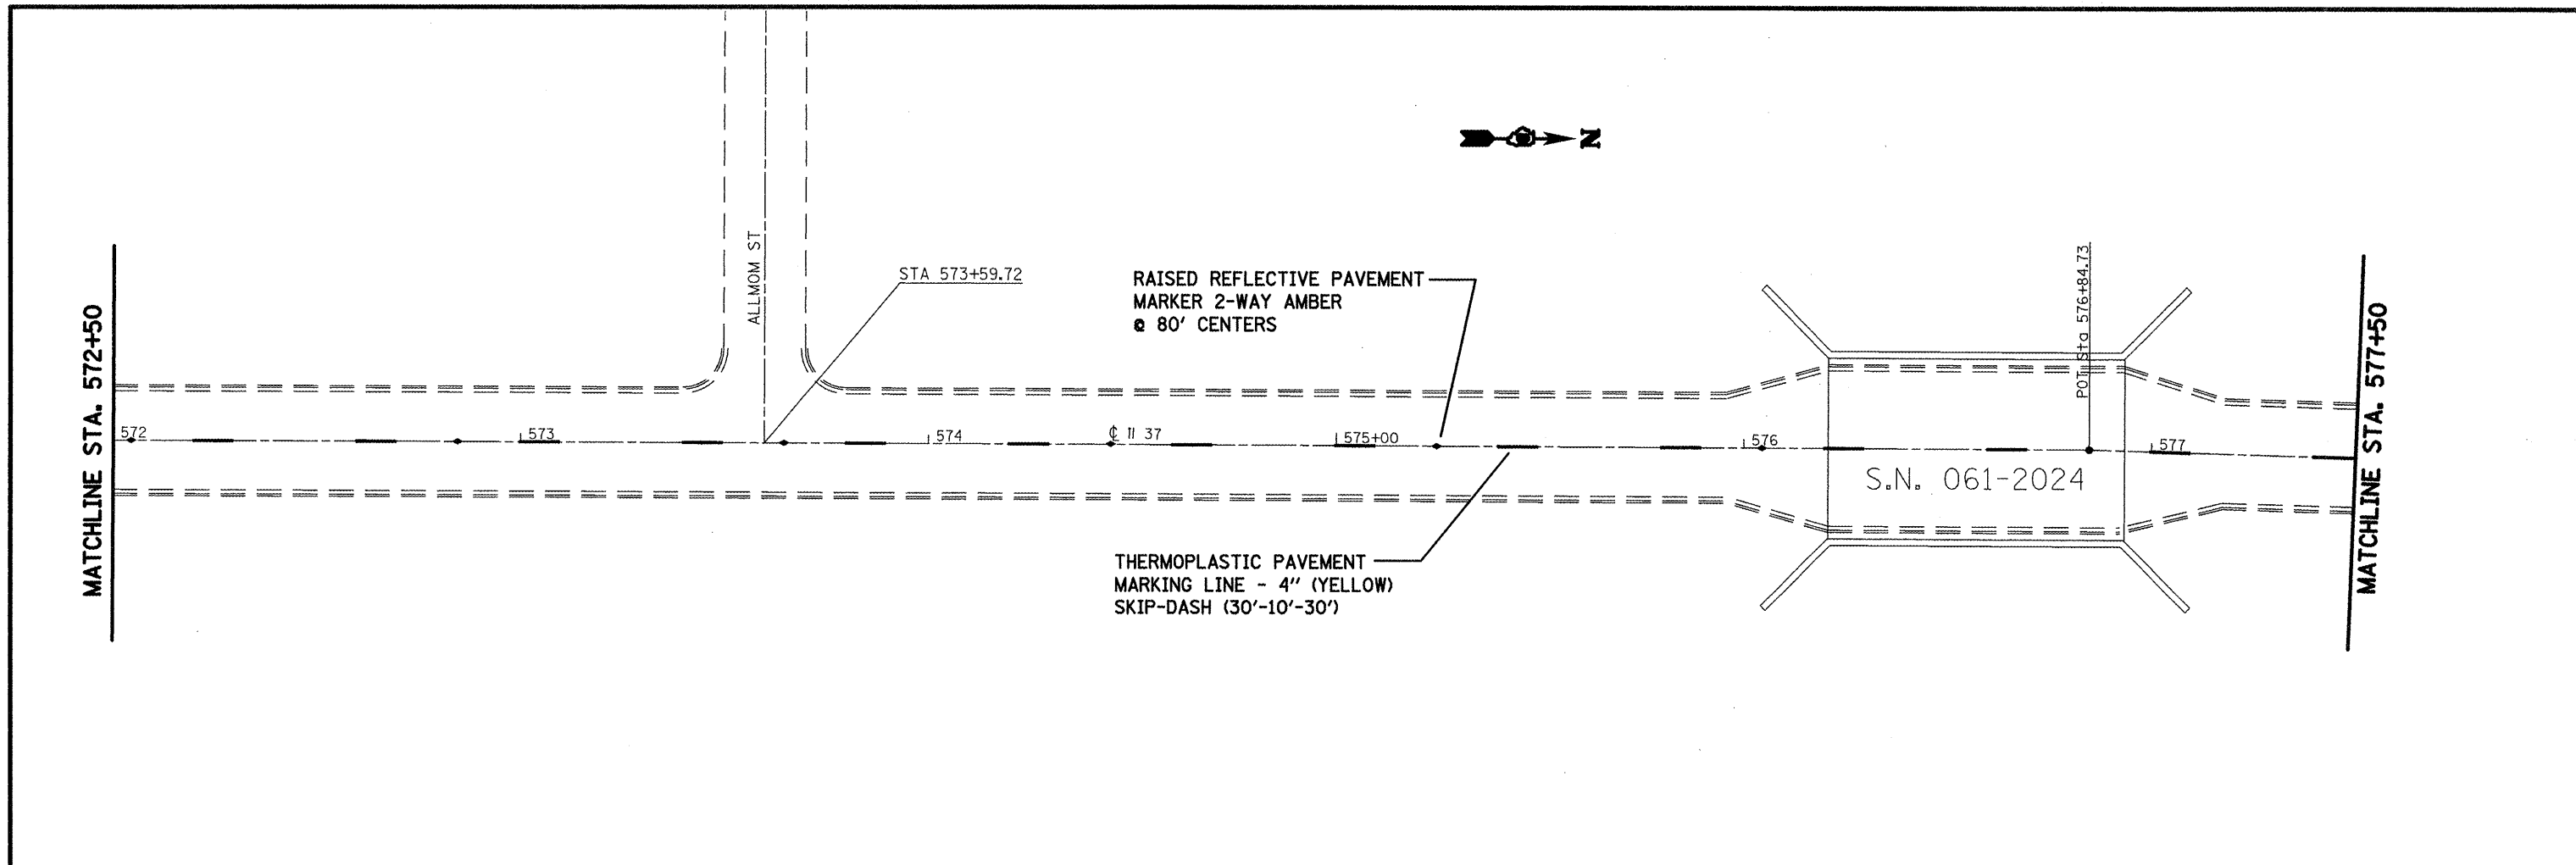 N
ALLMOM ST
STA 573+59.72
RAISED REFLECTIVE PAVEMENT
MARKER 2-WAY AMBER
@ 80' CENTERS
POT Sta 576+84.73
MATCHLINE STA. 572+50
MATCHLINE STA. 577+50
572
573
574
℄ Il 37
575+00
576
577
S.N. 061-2024
THERMOPLASTIC PAVEMENT
MARKING LINE - 4" (YELLOW)
SKIP-DASH (30'-10'-30')